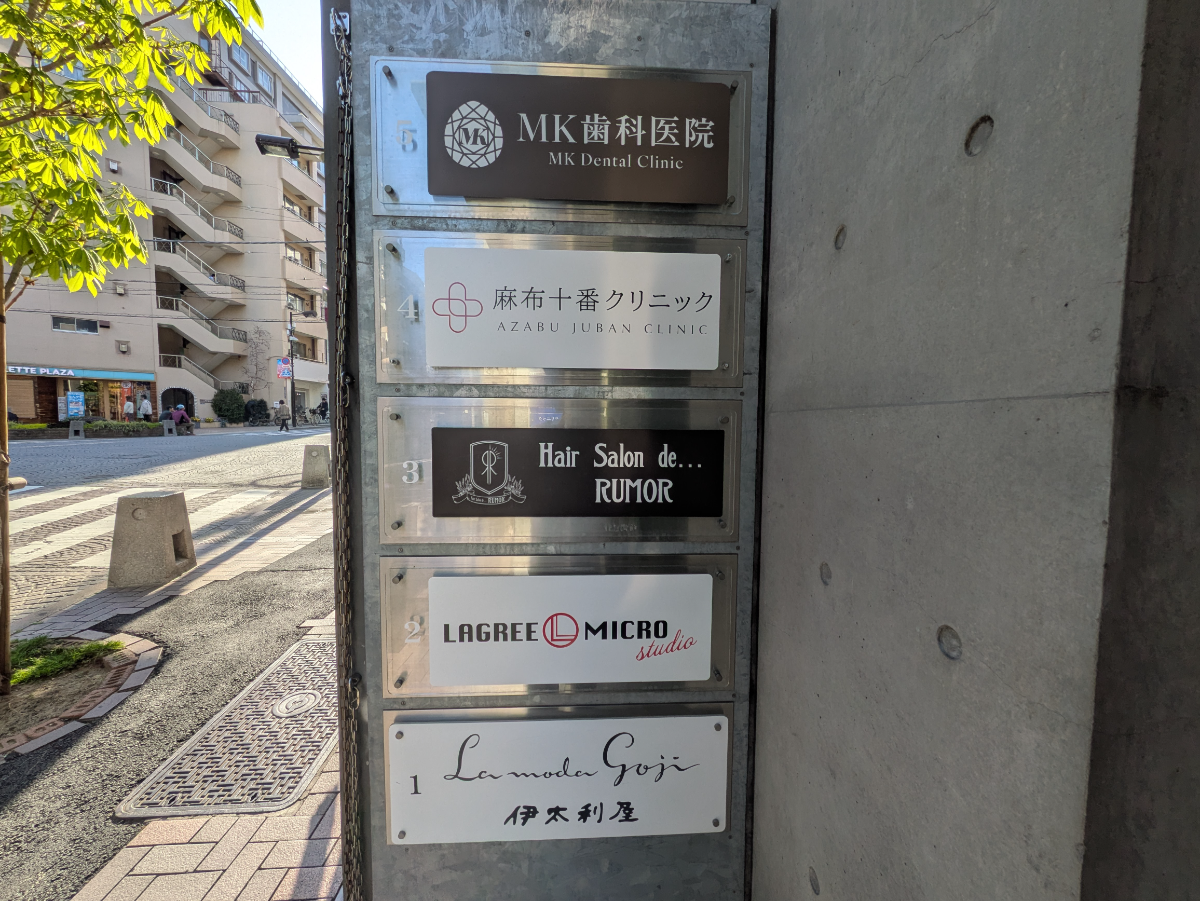 5
MK
MK歯科医院
MK Dental Clinic
4
麻布十番クリニック
AZABU JUBAN CLINIC
3
Hair Salon de...
RUMOR
RUMOR
2
LAGREE L MICRO
studio
1
La moda Goji
伊太利屋
ETTE PLAZA